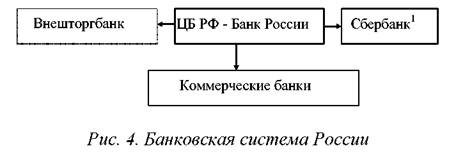 Внешторгбанк
ЦБ РФ - Банк России
Сбербанк¹
Коммерческие банки
Рис. 4. Банковская система России